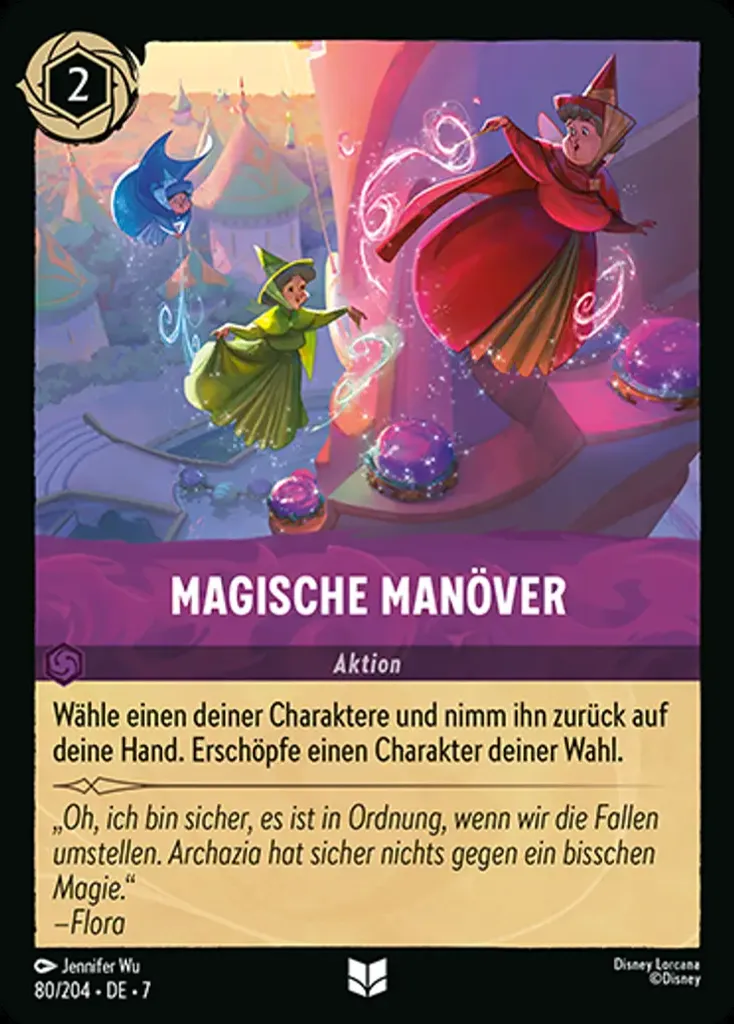 2
MAGISCHE MANÖVER
Aktion
Wähle einen deiner Charaktere und nimm ihn zurück auf
deine Hand. Erschöpfe einen Charakter deiner Wahl.
„Oh, ich bin sicher, es ist in Ordnung, wenn wir die Fallen
umstellen. Archazia hat sicher nichts gegen ein bisschen
Magie.“
–Flora
Jennifer Wu
80/204 • DE • 7
Disney Lorcana
©Disney